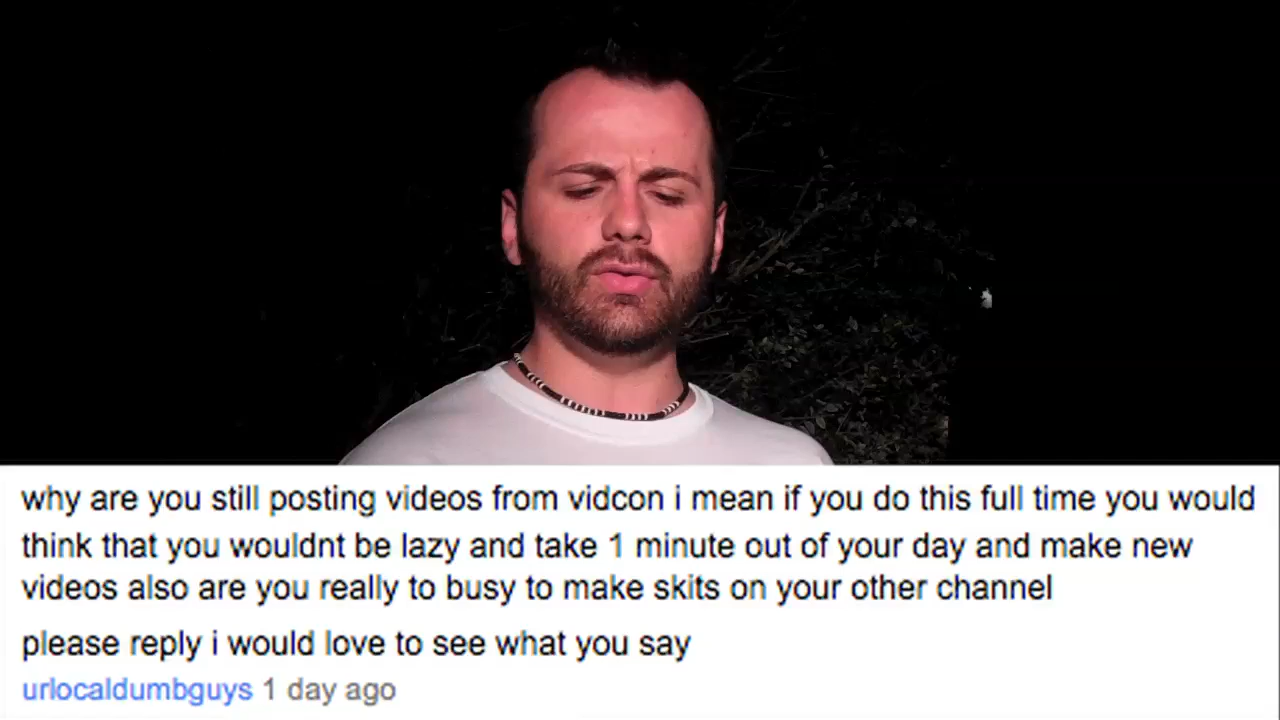 why are you still posting videos from vidcon i mean if you do this full time you would
think that you wouldnt be lazy and take 1 minute out of your day and make new
videos also are you really to busy to make skits on your other channel
please reply i would love to see what you say
urlocaldumbguys 1 day ago